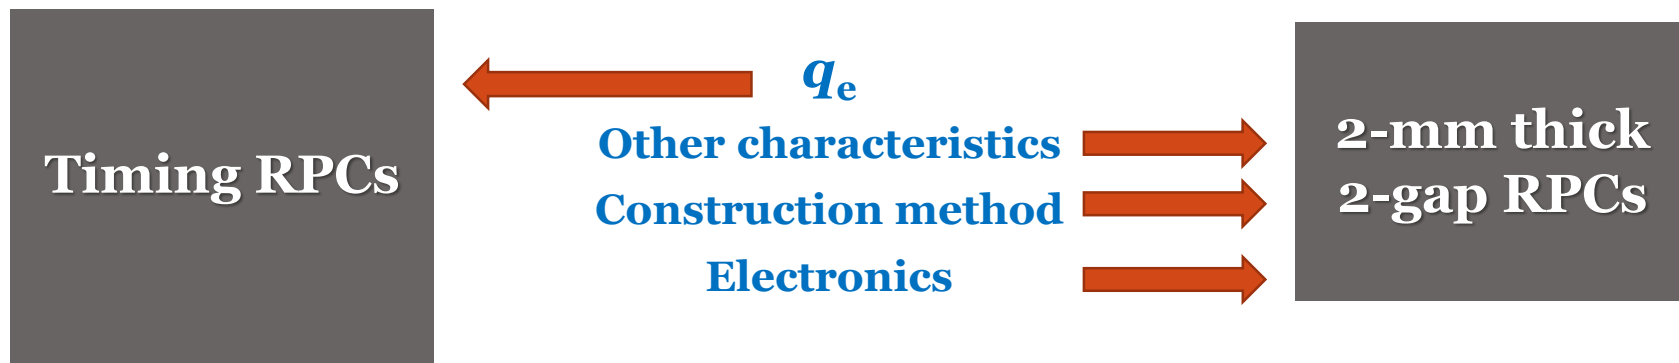 Timing RPCs
qe
Other characteristics
Construction method
Electronics
2-mm thick
2-gap RPCs